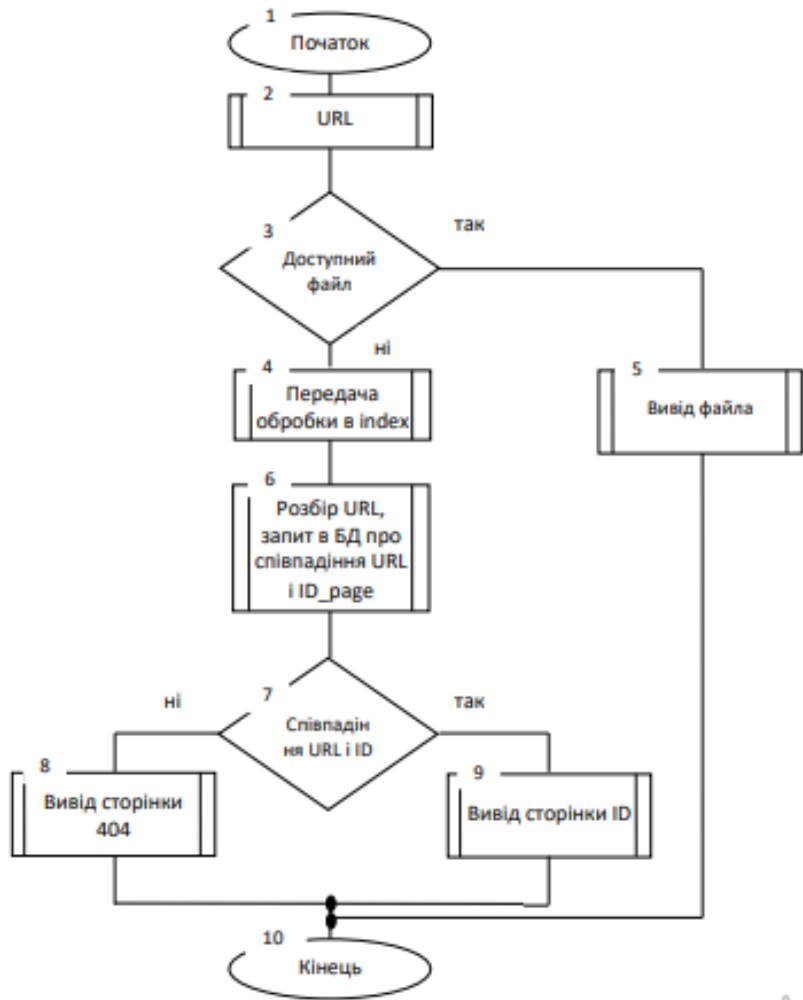 1
Початок
2
URL
3
так
Доступний
файл
ні
4
Передача
обробки в index
5
Вивід файла
6
Розбір URL,
запит в БД про
співпадіння URL
і ID_page
7
ні
так
Співпадін
ня URL і ID
8
Вивід сторінки
404
9
Вивід сторінки ID
10
Кінець